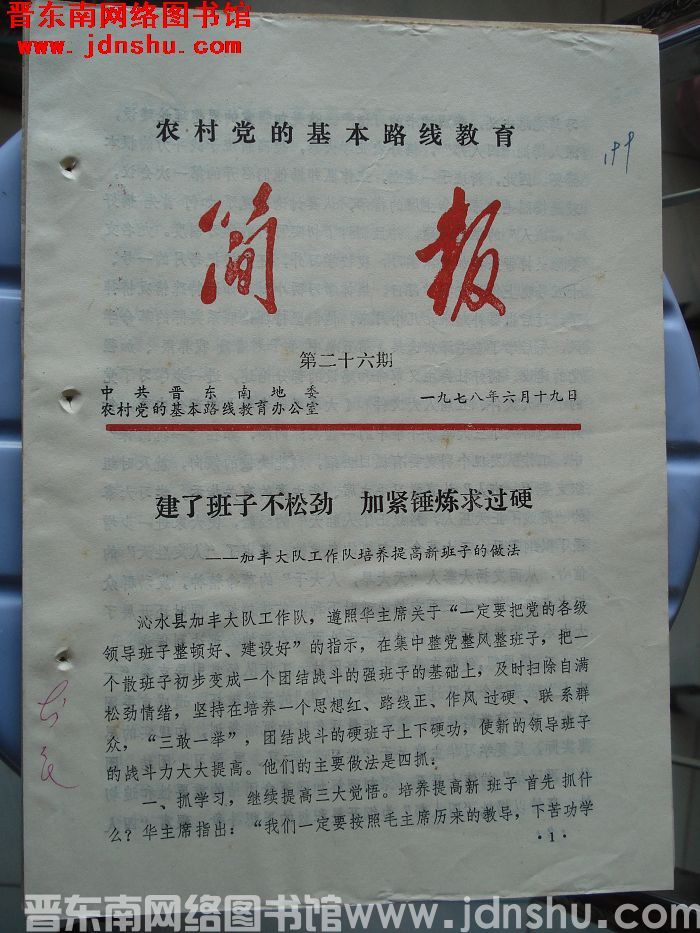 晋东南网络图书馆
www.jdnshu.com
农村党的基本路线教育
199
简报
第二十六期
中共晋东南地委
农村党的基本路线教育办公室
一九七八年六月十九日
建了班子不松劲 加紧锤炼求过硬
——加丰大队工作队培养提高新班子的做法
沁水县加丰大队工作队，遵照华主席关于“一定要把党的各级
领导班子整顿好、建设好”的指示，在集中整党整风整班子，把一
个散班子初步变成一个团结战斗的强班子的基础上，及时扫除自满
松劲情绪，坚持在培养一个思想红、路线正、作风过硬、联系群
众，“三敢一举”，团结战斗的硬班子上下硬功，使新的领导班子
的战斗力大大提高。他们的主要做法是四抓：
一、抓学习，继续提高三大觉悟。培养提高新班子首先抓什
么？华主席指出：“我们一定要按照毛主席历来的教导，下苦功学
·1·
晋东南网络图书馆www.jdnshu.com